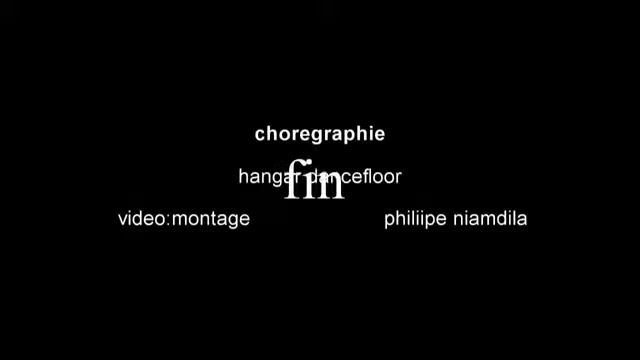 choregraphie
hangar dancefloor
fin
video:montage philiipe niamdila